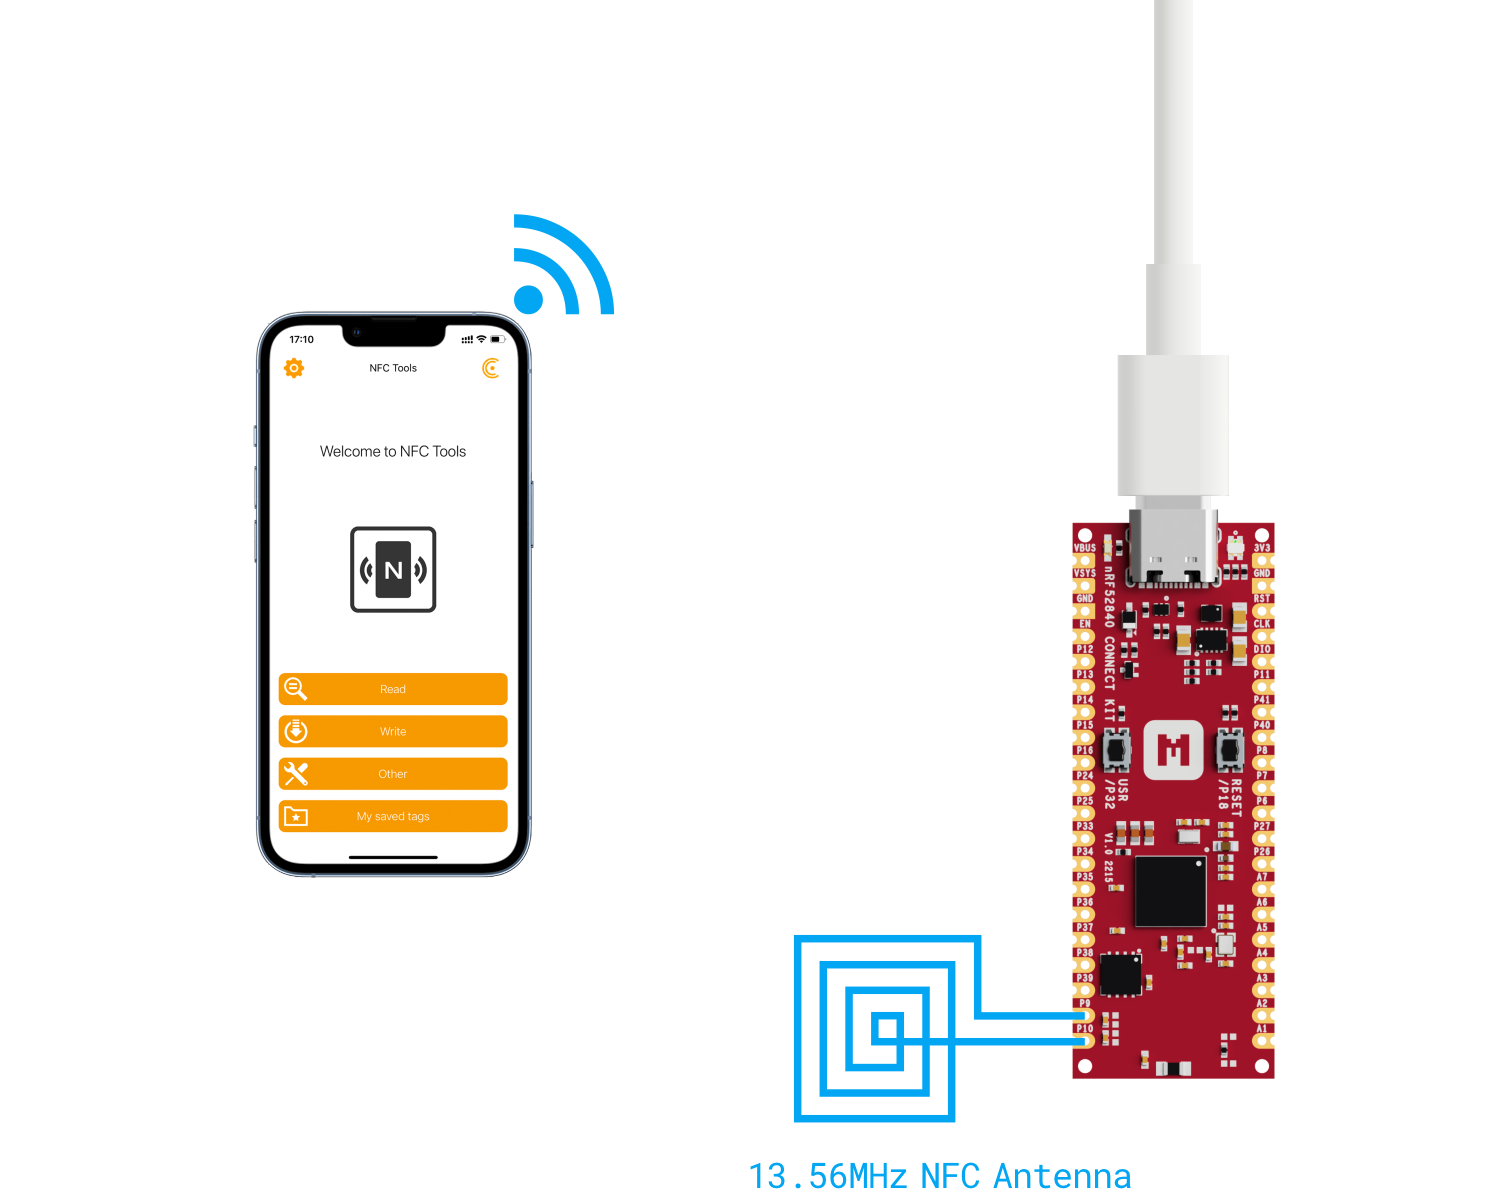 17:10
NFC Tools
Welcome to NFC Tools
N
Read
Write
Other
My saved tags
VBUS
VSYS
GND
EN
P12
P13
P14
P15
P16
P24
P25
P33
P34
P35
P36
P37
P38
P39
P9
P10
nRF52840 CONNECT KIT
USR
/P32
V1.0 2215
RESET
/P18
3V3
GND
RST
CLK
DIO
P11
P41
P40
P8
P7
P6
P27
P26
A7
A6
A5
A4
A3
A2
A1
13.56MHz NFC Antenna